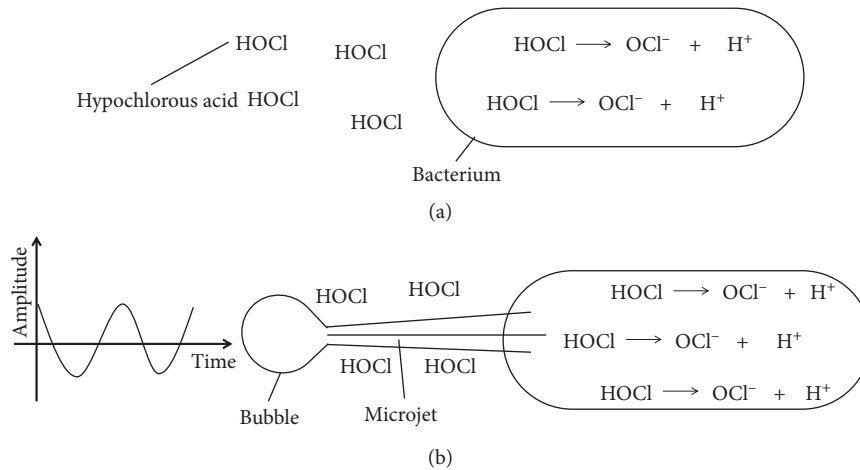 HOCl
HOCl
HOCl ⟶ OCl⁻ + H⁺
Hypochlorous acid HOCl
HOCl
HOCl ⟶ OCl⁻ + H⁺
Bacterium
(a)
Amplitude
Time
HOCl
HOCl
HOCl ⟶ OCl⁻ + H⁺
HOCl ⟶ OCl⁻ + H⁺
HOCl
HOCl
HOCl ⟶ OCl⁻ + H⁺
Bubble
Microjet
(b)